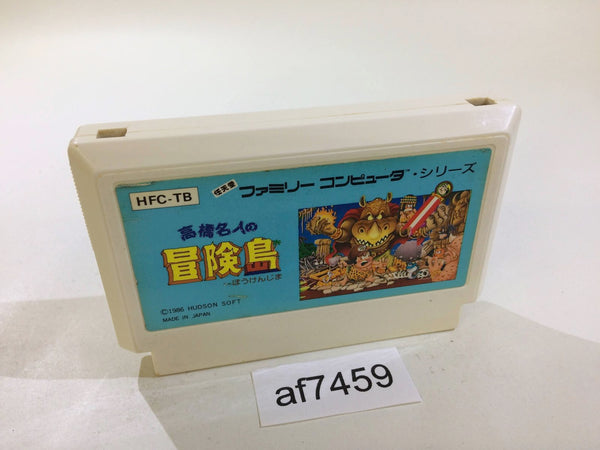 HFC-TB
任天堂 ファミリー コンピュータ™・シリーズ
高橋名人の
冒険島
～ぼうけんじま
©1986 HUDSON SOFT
MADE IN JAPAN
af7459